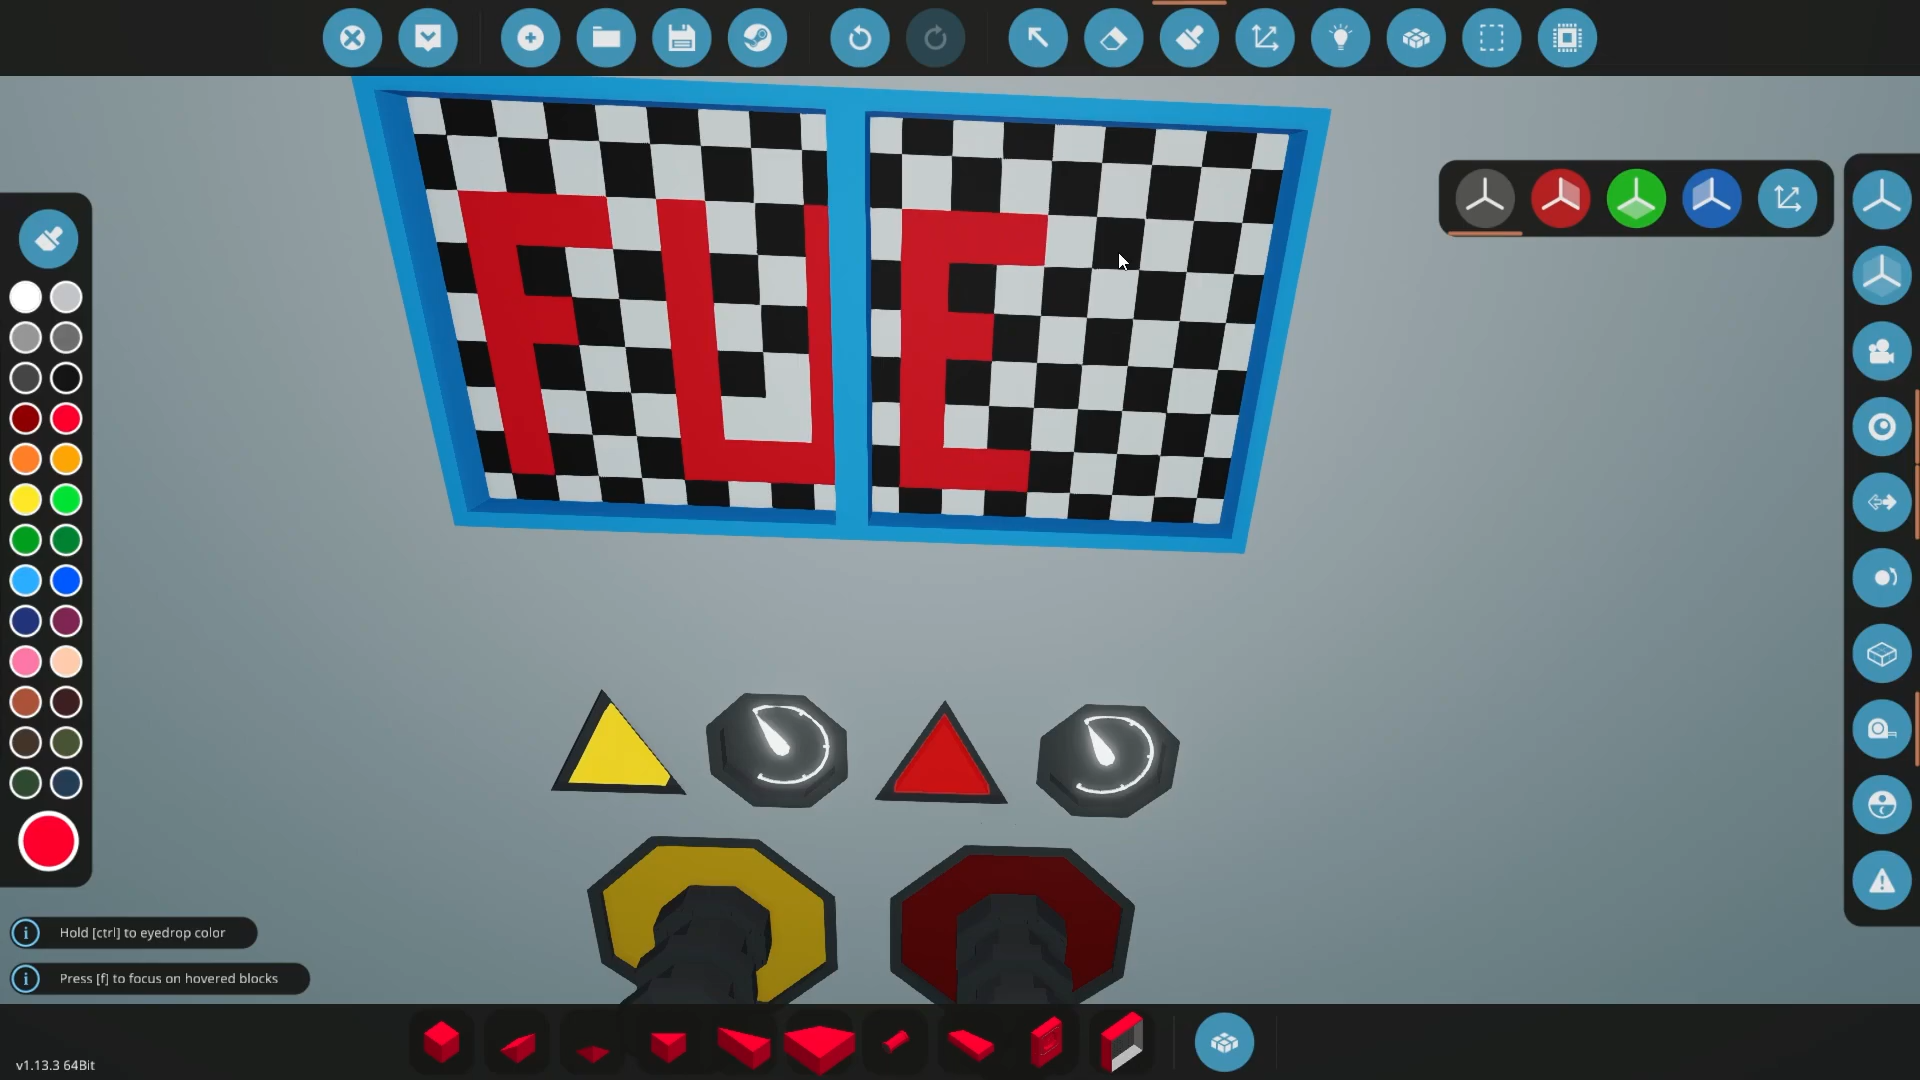 FUE
Hold [ctrl] to eyedrop color
Press [f] to focus on hovered blocks
v1.13.3 64Bit